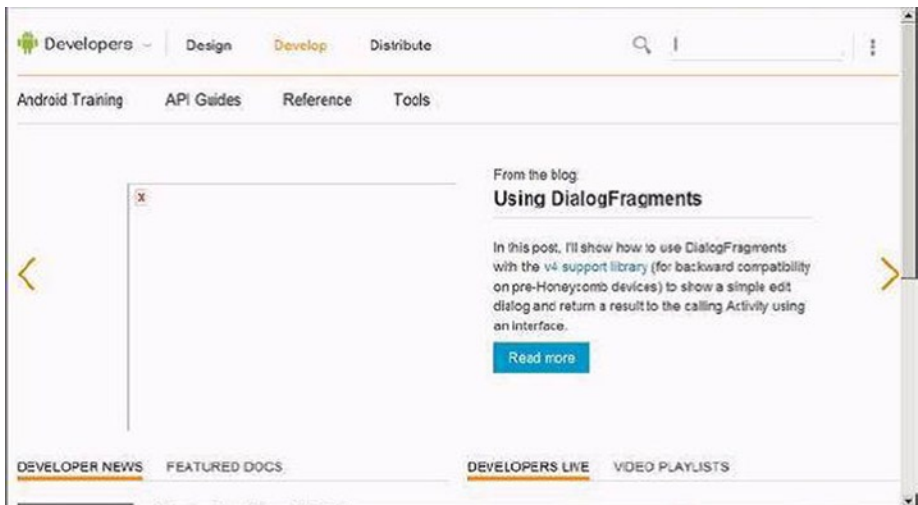 Developers Design Develop Distribute
Android Training API Guides Reference Tools
From the blog:
Using DialogFragments
In this post, I'll show how to use DialogFragments
with the v4 support library (for backward compatibility
on pre-Honeycomb devices) to show a simple edit
dialog and return a result to the calling Activity using
an interface.
Read more
DEVELOPER NEWS FEATURED DOCS
DEVELOPERS LIVE VIDEO PLAYLISTS